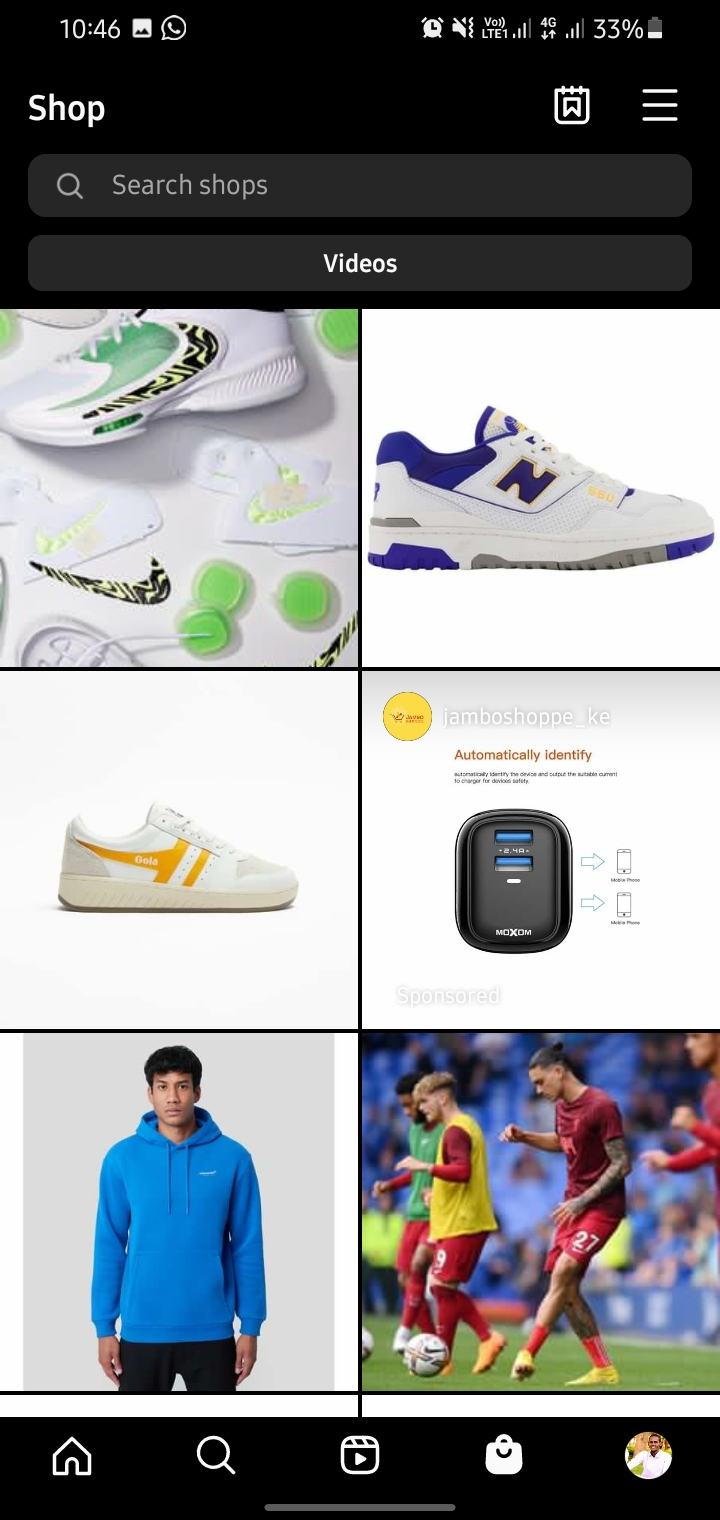 10:46
Vo)) LTE1 4G 33%
Shop
Search shops
Videos
N
550
Gola
JAMBO
jamboshoppe_ke
Automatically identify
automatically identify the device and output the suitable current
to charger for devices safety.
2.4A
Mobile Phone
Mobile Phone
MOXOM
Sponsored
27
9